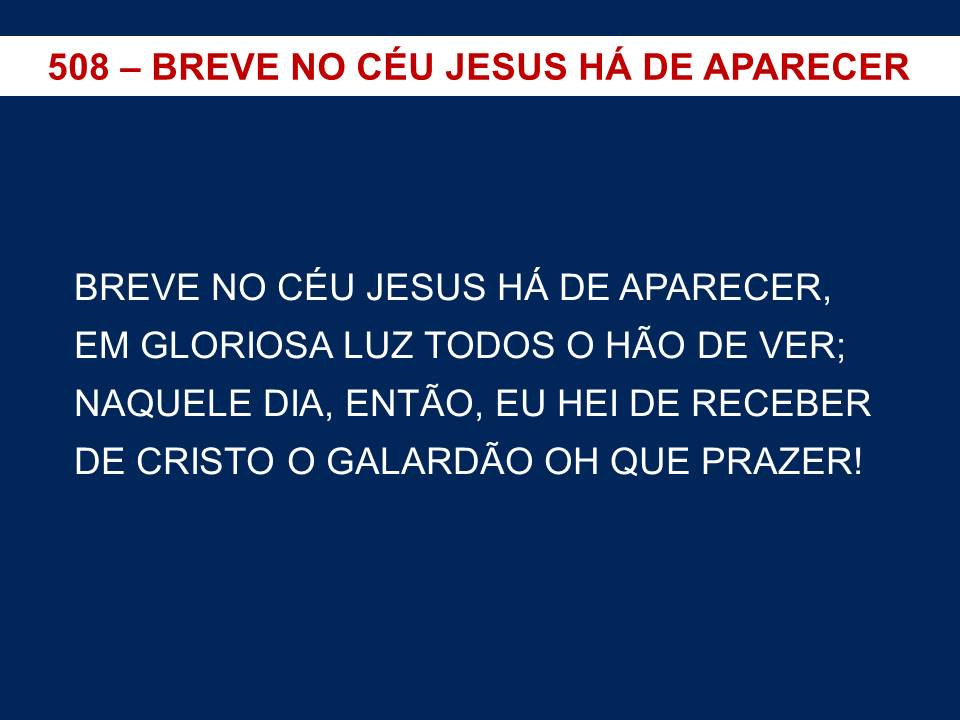 508 – BREVE NO CÉU JESUS HÁ DE APARECER
BREVE NO CÉU JESUS HÁ DE APARECER,
EM GLORIOSA LUZ TODOS O HÃO DE VER;
NAQUELE DIA, ENTÃO, EU HEI DE RECEBER
DE CRISTO O GALARDÃO OH QUE PRAZER!